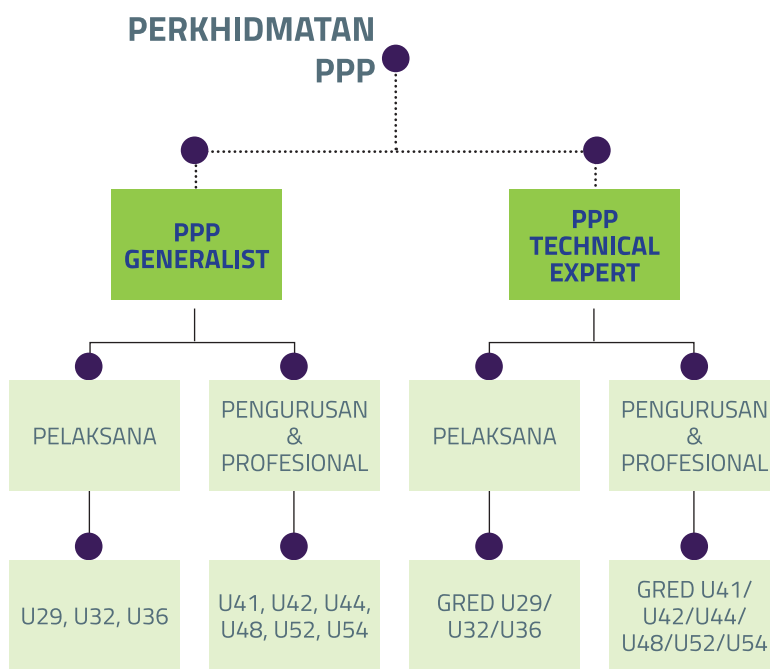 PERKHIDMATAN
PPP
PPP
GENERALIST
PPP
TECHNICAL
EXPERT
PELAKSANA
PENGURUSAN
&
PROFESIONAL
PELAKSANA
PENGURUSAN
&
PROFESIONAL
U29, U32, U36
U41, U42, U44,
U48, U52, U54
GRED U29/
U32/U36
GRED U41/
U42/U44/
U48/U52/U54